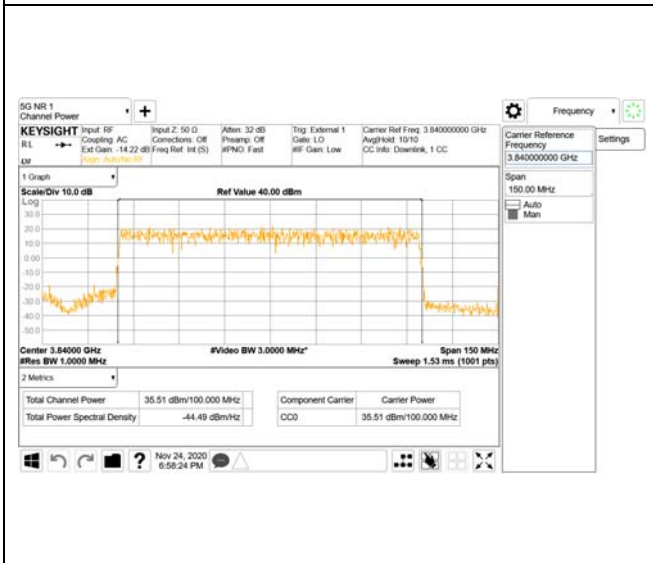 5G NR 1
Channel Power
+
Frequency
KEYSIGHT Input: RF Input Z: 50 Ω Atten: 32 dB Trig: External 1 Carrier Ref Freq: 3.840000000 GHz
RL Coupling: AC Corrections: Off Preamp: Off Gate: LO Avg|Hold: 10/10
Ext Gain: -14.22 dB Freq Ref: Int (S) #PNO: Fast #IF Gain: Low CC Info: Downlink, 1 CC
Align: Auto/No RF
Carrier Reference
Frequency
3.840000000 GHz
Settings
Span
150.00 MHz
Auto
Man
1 Graph
Scale/Div 10.0 dB Ref Value 40.00 dBm
Log
30.0
20.0
10.0
0.00
-10.0
-20.0
-30.0
-40.0
-50.0
Center 3.84000 GHz #Video BW 3.0000 MHz* Span 150 MHz
#Res BW 1.0000 MHz Sweep 1.53 ms (1001 pts)
2 Metrics
Total Channel Power 35.51 dBm/100.000 MHz Component Carrier Carrier Power
Total Power Spectral Density -44.49 dBm/Hz CC0 35.51 dBm/100.000 MHz
? Nov 24, 2020
6:58:24 PM